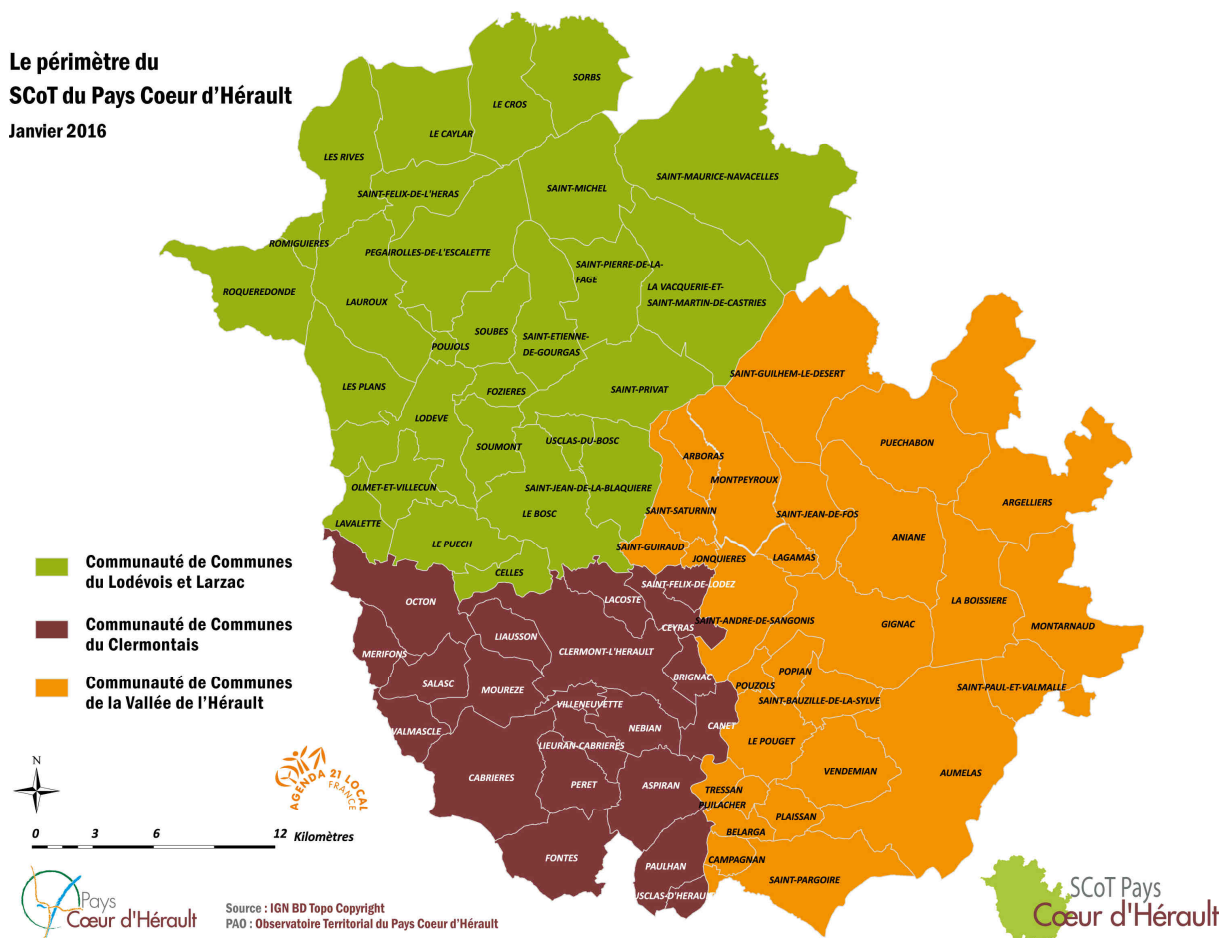 Le périmètre du
SCoT du Pays Coeur d'Hérault
Janvier 2016
SORBS
LE CROS
LE CAYLAR
LES RIVES
SAINT-MAURICE-NAVACELLES
SAINT-MICHEL
SAINT-FELIX-DE-L'HERAS
ROMIGUIERES
PEGAIROLLES-DE-L'ESCALETTE
SAINT-PIERRE-DE-LA-
FAGE
ROQUEREDONDE
LAUROUX
LA VACQUERIE-ET-
SAINT-MARTIN-DE-CASTRIES
SOUBES
SAINT-ETIENNE-
DE-GOURGAS
POUJOLS
SAINT-GUILHEM-LE-DESERT
LES PLANS
FOZIERES
SAINT-PRIVAT
LODEVE
SOUMONT
USCLAS-DU-BOSC
PUECHABON
ARBORAS
MONTPEYROUX
OLMET-ET-VILLECUN
SAINT-JEAN-DE-LA-BLAQUIERE
ARGELLIERS
LE BOSC
SAINT-SATURNIN
SAINT-JEAN-DE-FOS
LAVALETTE
ANIANE
LE PUECH
SAINT-GUIRAUD
JONQUIERES
LAGAMAS
CELLES
SAINT-FELIX-DE-LODEZ
Communauté de Communes
du Lodévois et Larzac
OCTON
LACOSTE
LA BOISSIERE
Communauté de Communes
du Clermontais
LIAUSSON
CEYRAS
SAINT-ANDRE-DE-SANGONIS
GIGNAC
MONTARNAUD
MERIFONS
CLERMONT-L'HERAULT
Communauté de Communes
de la Vallée de l'Hérault
SALASC
MOUREZE
BRIGNAC
POPIAN
POUZOLS
SAINT-PAUL-ET-VALMALLE
VILLENEUVETTE
SAINT-BAUZILLE-DE-LA-SYLVE
VALMASCLE
NEBIAN
CANET
LIEURAN-CABRIERES
LE POUGET
N
CABRIERES
PERET
ASPIRAN
VENDEMIAN
AUMELAS
AGENDA 21 LOCAL
FRANCE
TRESSAN
PUILACHER
PLAISSAN
BELARGA
0 3 6 12 Kilomètres
FONTES
PAULHAN
CAMPAGNAN
SAINT-PARGOIRE
USCLAS-D'HERAULT
Pays
Cœur d'Hérault
Source : IGN BD Topo Copyright
PAO : Observatoire Territorial du Pays Coeur d'Hérault
SCoT Pays
Cœur d'Hérault